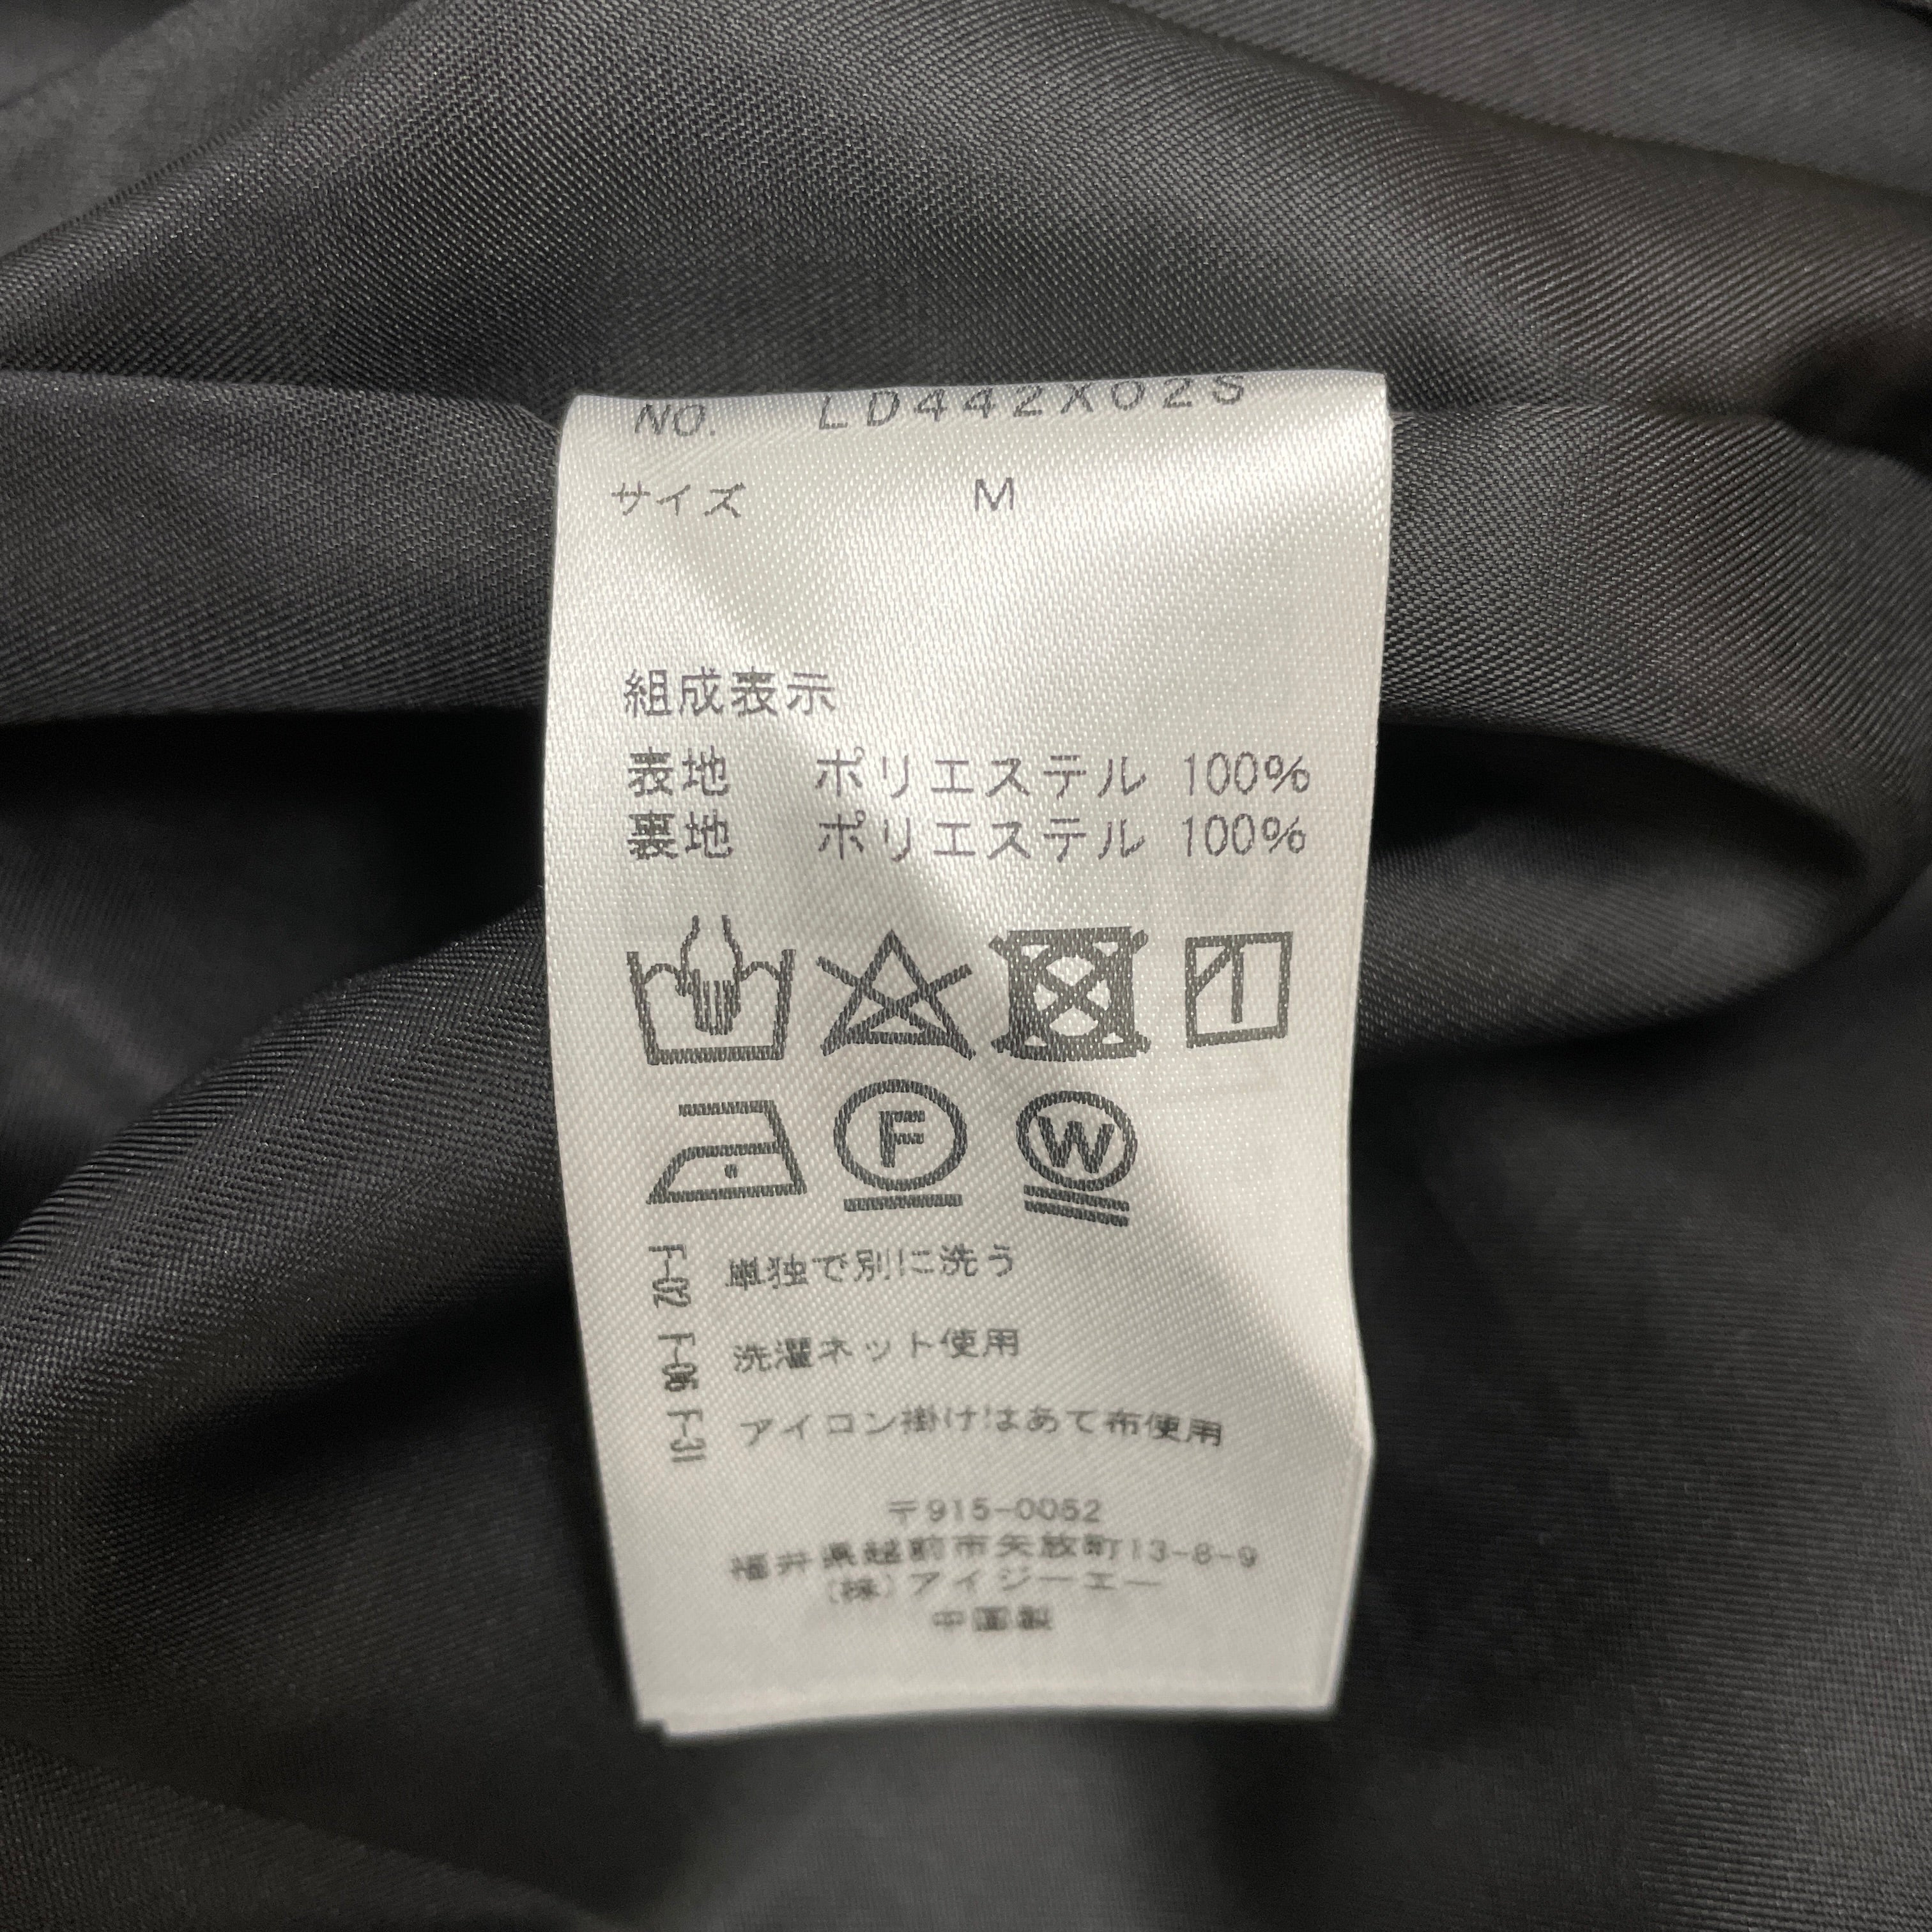 NO. LD442X02S
サイズ M
組成表示
表地 ポリエステル 100%
裏地 ポリエステル 100%
F
W
F-02 単独で別に洗う
F-06 洗濯ネット使用
F-31 アイロン掛けはあて布使用
〒915-0052
福井県越前市矢放町13-8-9
(株)アイジーエー
中国製